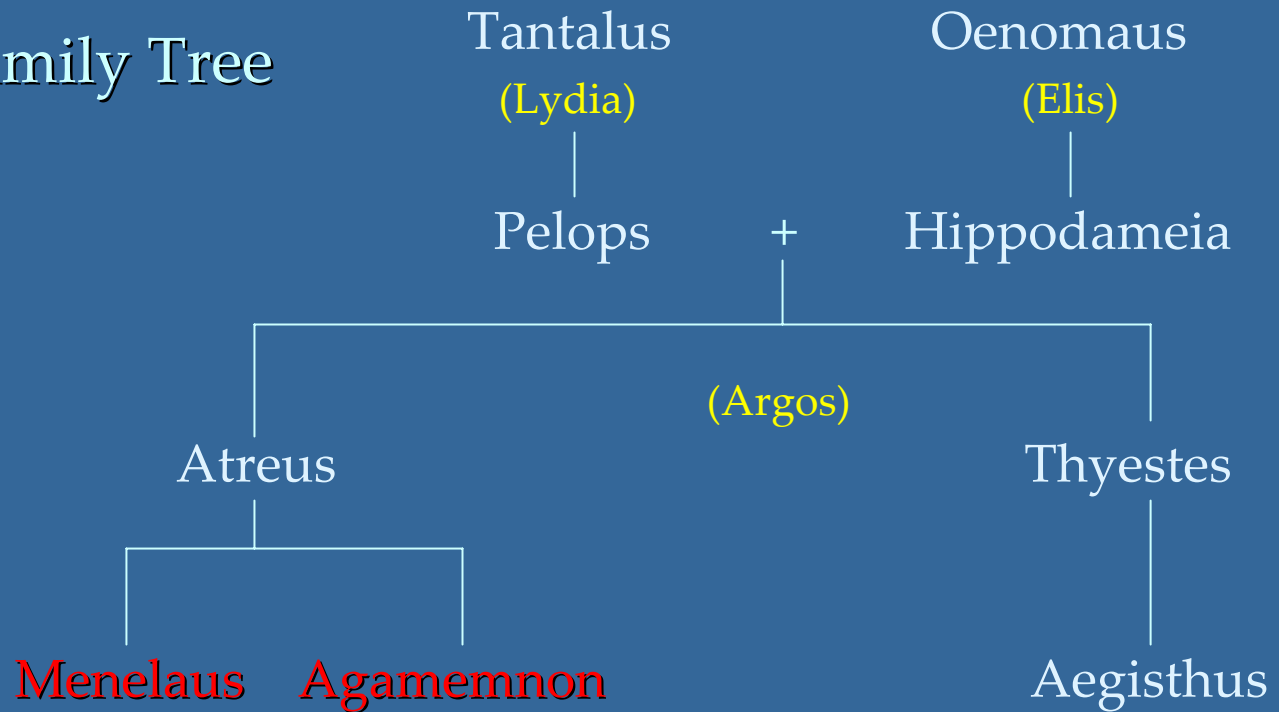 mily Tree
Tantalus Oenomaus
(Lydia) (Elis)
Pelops + Hippodameia
(Argos)
Atreus Thyestes
Menelaus Agamemnon Aegisthus